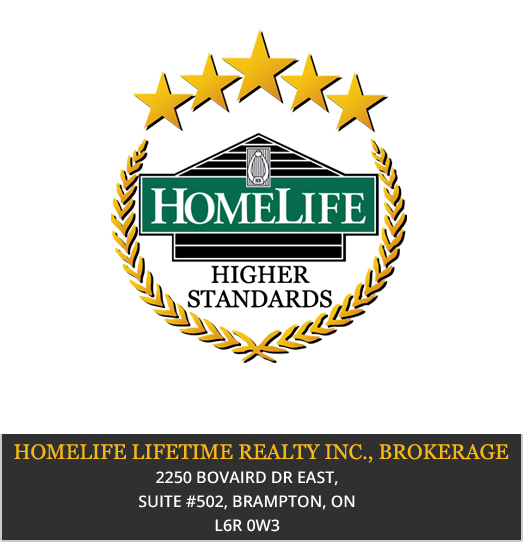 HOMELIFE
HIGHER
STANDARDS
HOMELIFE LIFETIME REALTY INC., BROKERAGE
2250 BOVAIRD DR EAST,
SUITE #502, BRAMPTON, ON
L6R 0W3